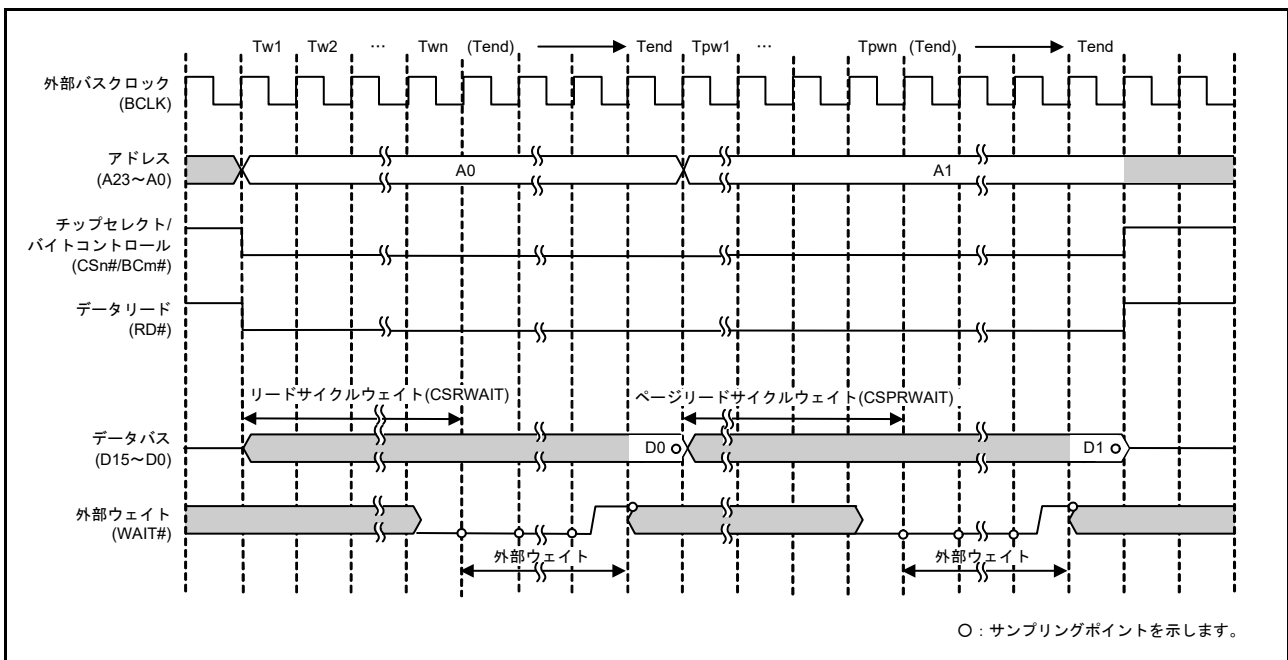 Tw1 Tw2 … Twn (Tend) Tend Tpw1 … Tpwn (Tend) Tend
外部バスクロック
(BCLK)
アドレス
(A23～A0)
A0 A1
チップセレクト/
バイトコントロール
(CSn#/BCm#)
データリード
(RD#)
リードサイクルウェイト(CSRWAIT) ページリードサイクルウェイト(CSPRWAIT)
データバス
(D15～D0)
D0 D1
外部ウェイト
(WAIT#)
外部ウェイト 外部ウェイト
○：サンプリングポイントを示します。